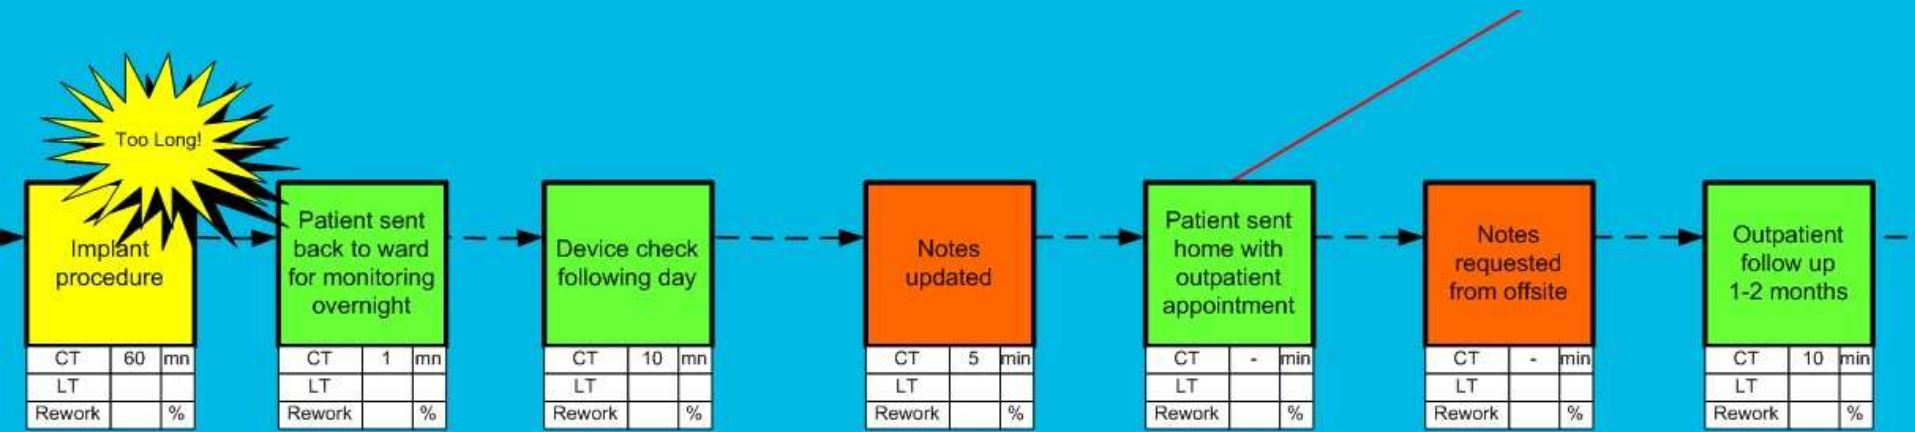 Too Long!
Implant
procedure
CT 60 mn
LT
Rework %
Patient sent
back to ward
for monitoring
overnight
CT 1 mn
LT
Rework %
Device check
following day
CT 10 mn
LT
Rework %
Notes
updated
CT 5 min
LT
Rework %
Patient sent
home with
outpatient
appointment
CT - min
LT
Rework %
Notes
requested
from offsite
CT - min
LT
Rework %
Outpatient
follow up
1-2 months
CT 10 min
LT
Rework %